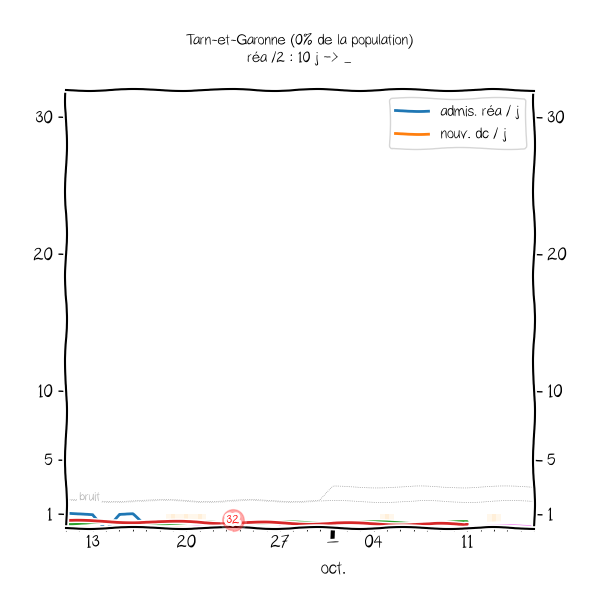 Tarn-et-Garonne (0% de la population)
réa /2 : 10 j -> _
admis. réa / j
nouv. dc / j
30
30
20
20
10
10
5
5
bruit
1
32
1
13
20
27
1
04
11
oct.